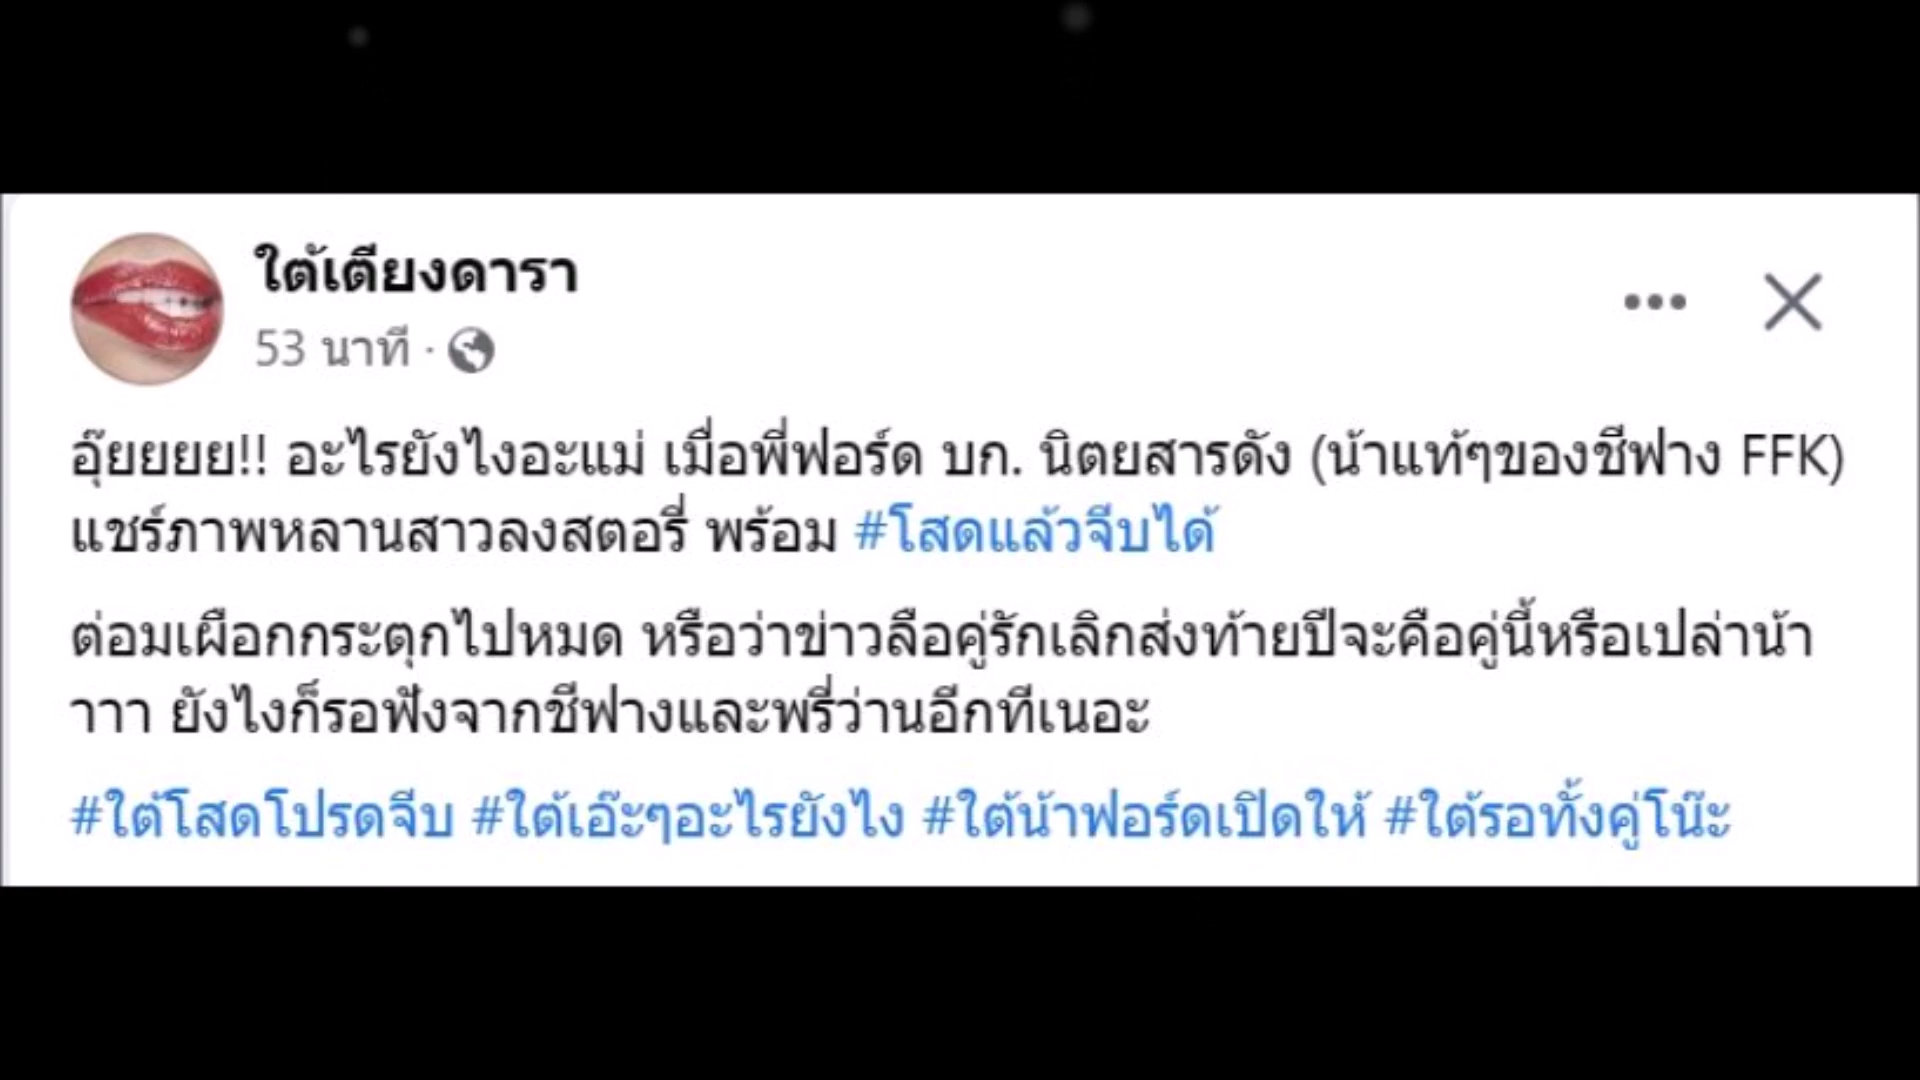 ใต้เตียงดารา
53 นาที ·
อุ๊ยยยย!! อะไรยังไงอะแม่ เมื่อพี่ฟอร์ด บก. นิตยสารดัง (น้าแท้ๆของชีฟาง FFK)
แชร์ภาพหลานสาวลงสตอรี่ พร้อม #โสดแล้วจีบได้
ต่อมเผือกกระตุกไปหมด หรือว่าข่าวลือคู่รักเลิกส่งท้ายปีจะคือคู่นี้หรือเปล่าน้า
าาา ยังไงก็รอฟังจากชีฟางและพรี่ว่านอีกทีเนอะ
#ใต้โสดโปรดจีบ #ใต้เอ๊ะๆอะไรยังไง #ใต้น้าฟอร์ดเปิดให้ #ใต้รอทั้งคู่โน๊ะ